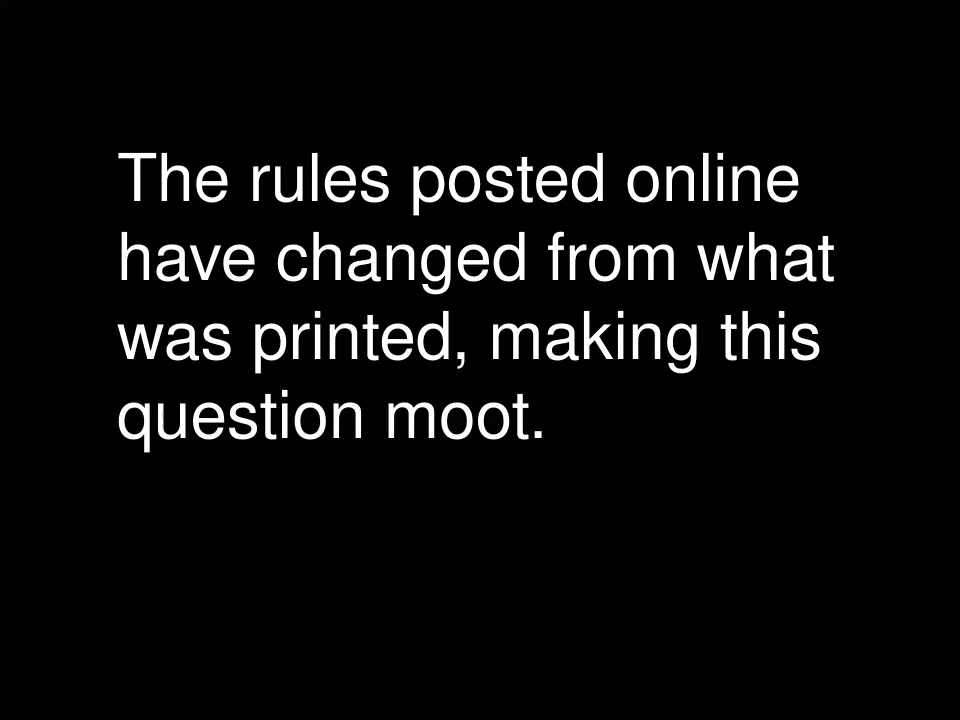 The rules posted online
have changed from what
was printed, making this
question moot.